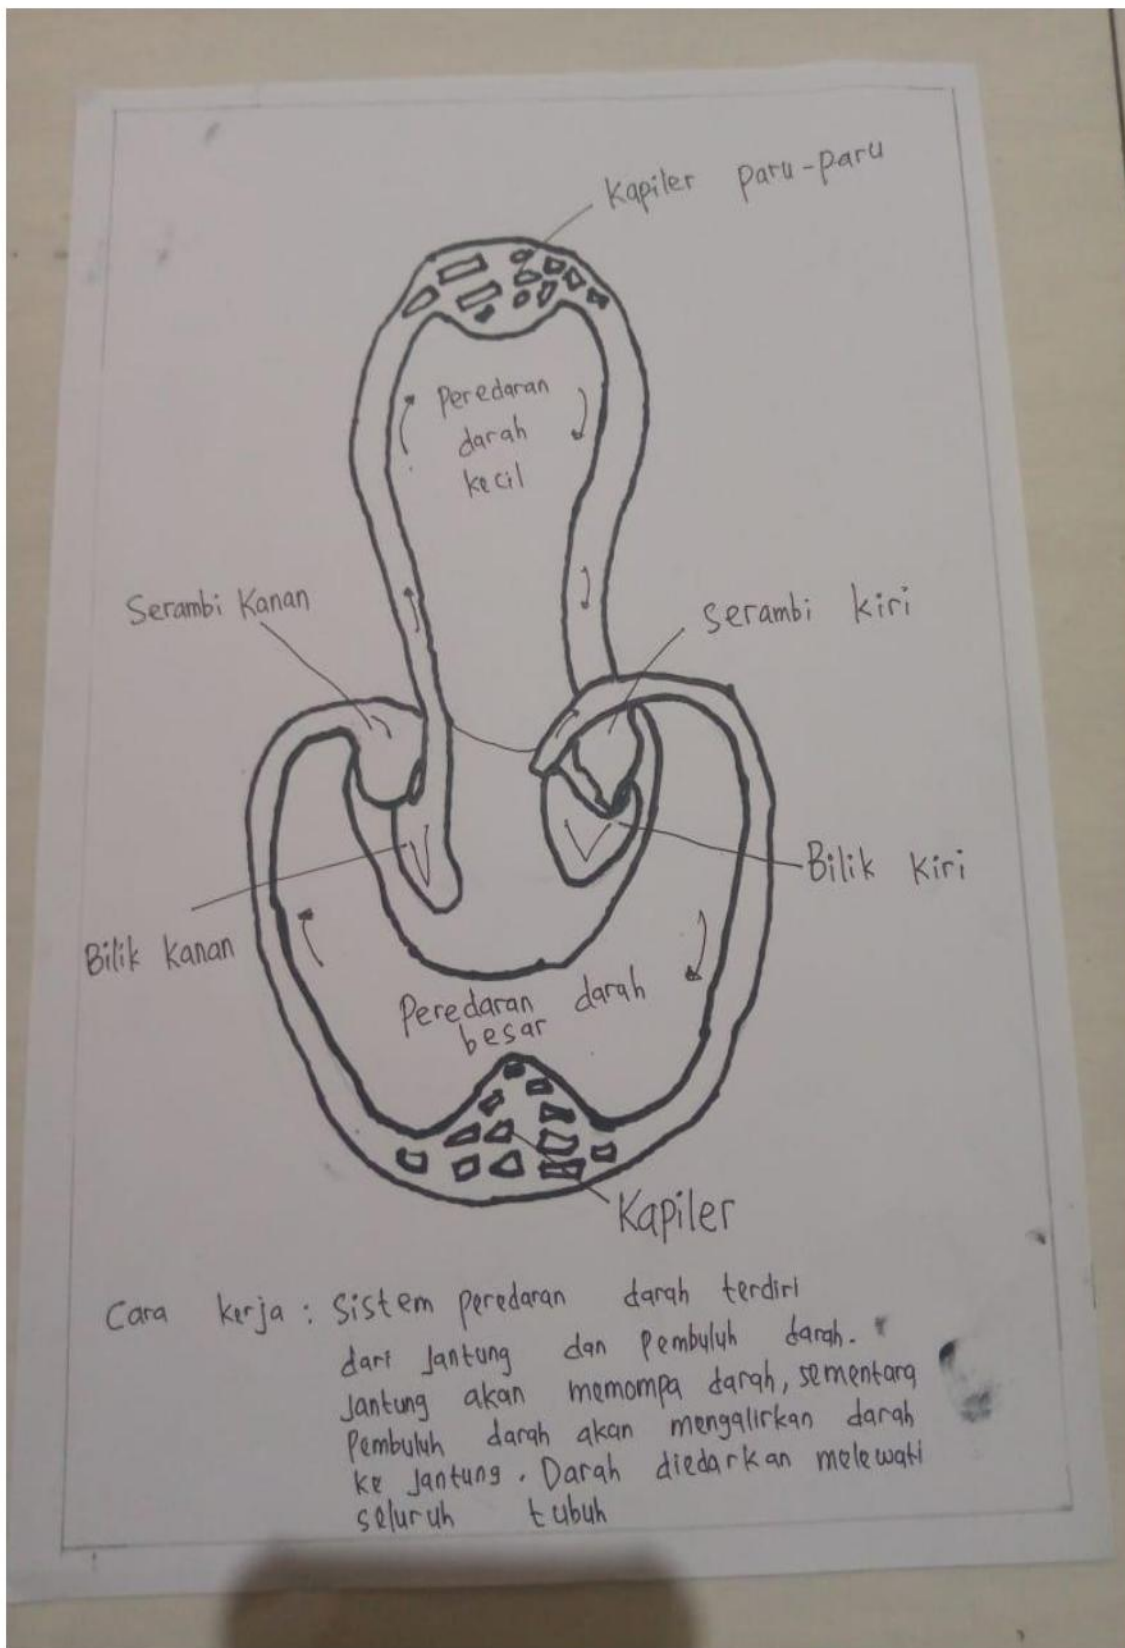 Kapiler paru-paru
Peredaran
darah
kecil
Serambi Kanan
serambi kiri
Bilik kiri
Bilik kanan
Peredaran darah
besar
Kapiler
Cara kerja : Sistem peredaran darah terdiri
dari Jantung dan Pembuluh darah.
Jantung akan memompa darah, sementara
Pembuluh darah akan mengalirkan darah
ke Jantung. Darah diedarkan melewati
seluruh tubuh